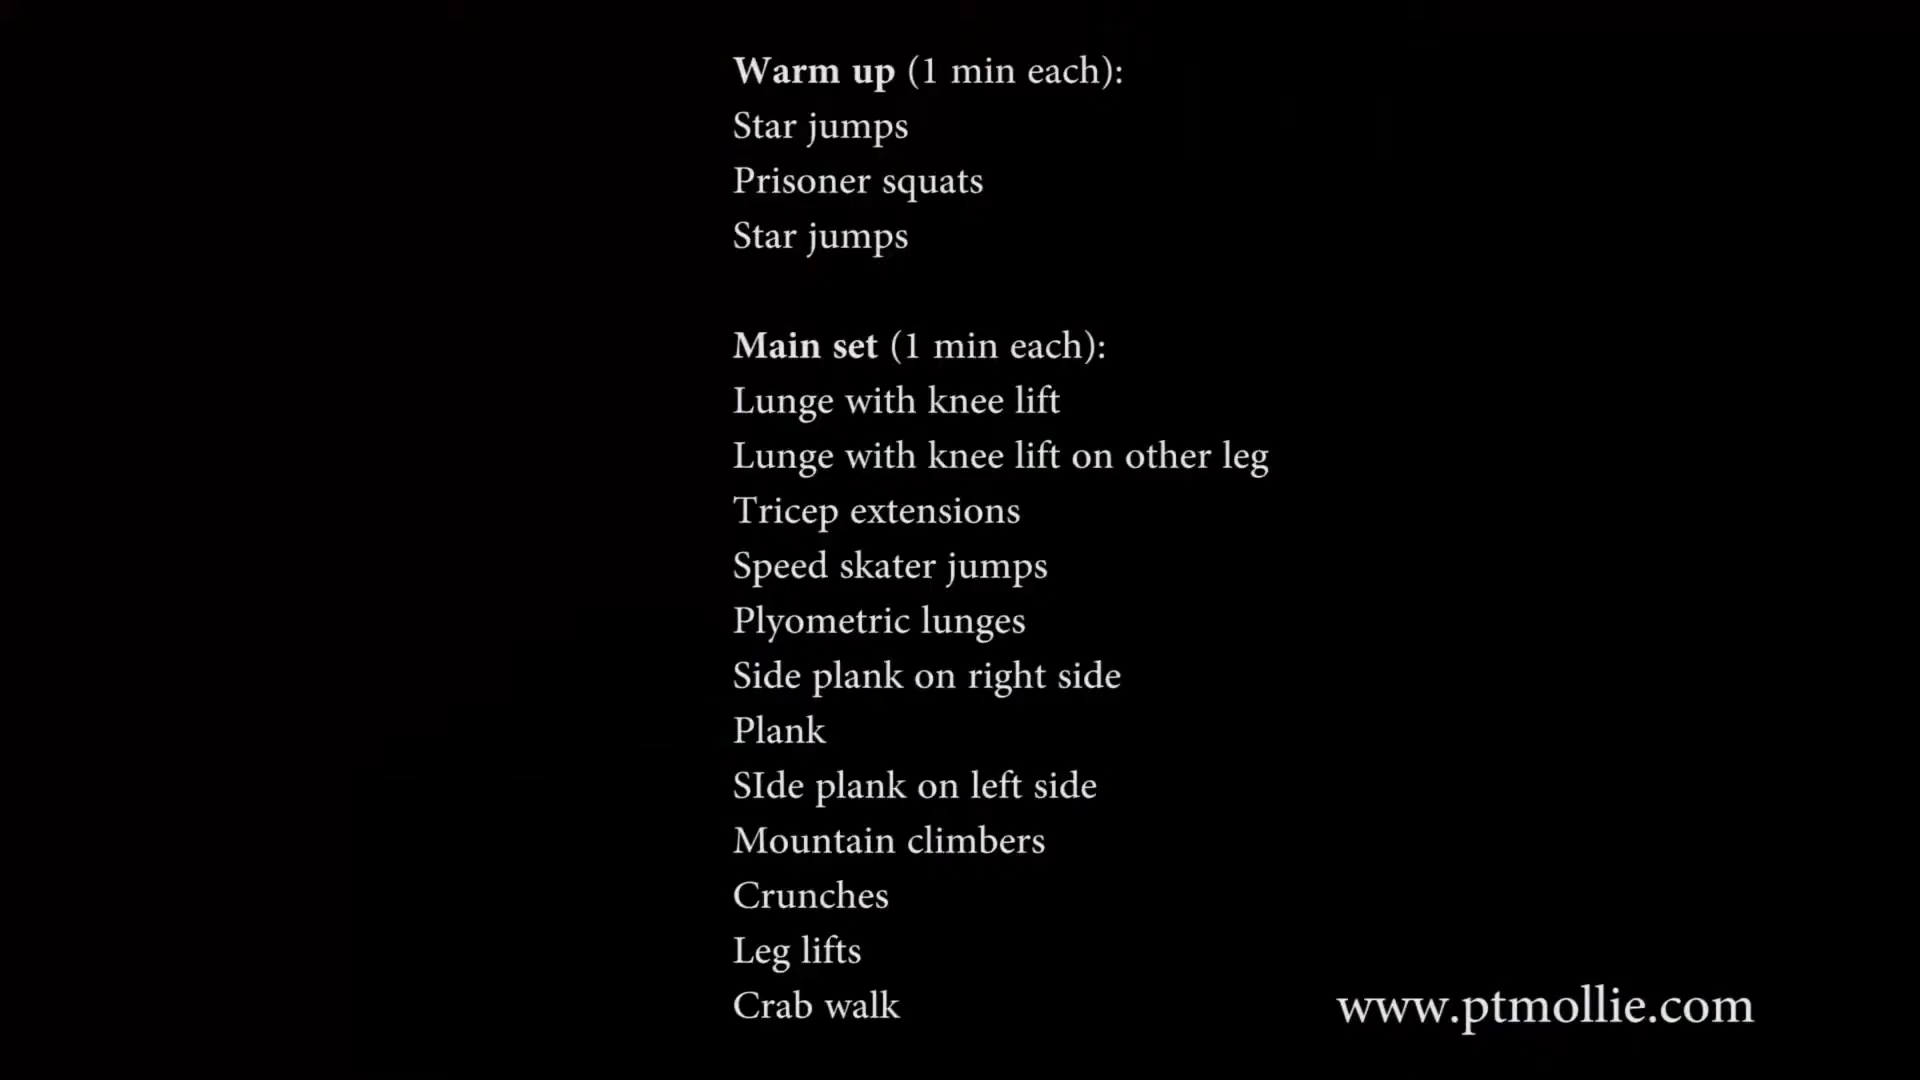 Warm up (1 min each):
Star jumps
Prisoner squats
Star jumps
Main set (1 min each):
Lunge with knee lift
Lunge with knee lift on other leg
Tricep extensions
Speed skater jumps
Plyometric lunges
Side plank on right side
Plank
SIde plank on left side
Mountain climbers
Crunches
Leg lifts
Crab walk
www.ptmollie.com